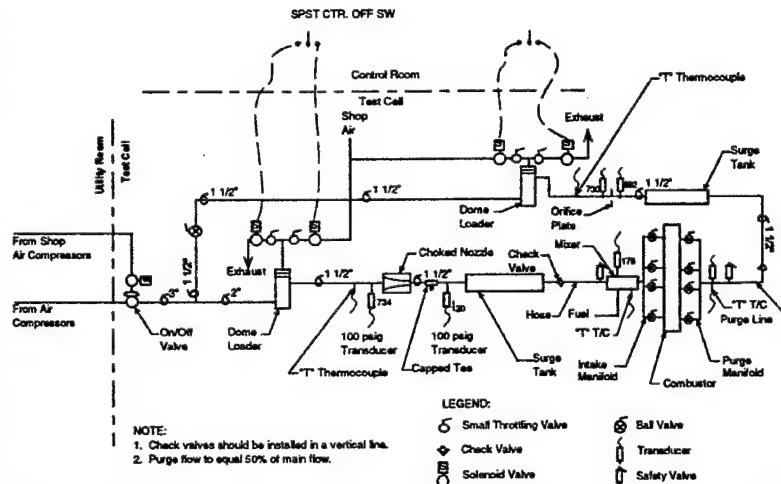 SPST CTR. OFF SW
Control Room
Test Cell
Shop
Air
Exhaust
"T" Thermocouple
Utility Room
Test Cell
1 1/2"
1 1/2"
Dome
Loader
730
Orifice
Plate
1 1/2"
Surge
Tank
From Shop
Air Compressors
1 1/2"
Exhaust
1 1/2"
Choked Nozzle
1 1/2"
Check
Valve
Mixer
176
1 1/2"
From Air
Compressors
3"
2"
On/Off
Valve
Dome
Loader
734
100 psig
Transducer
"T" Thermocouple
Capped Tee
100 psig
Transducer
Surge
Tank
Hose
Fuel
"T" T/C
Intake
Manifold
Combustor
Purge
Manifold
"T" T/C
Purge Line
NOTE:
1. Check valves should be installed in a vertical line.
2. Purge flow to equal 50% of main flow.
LEGEND:
Small Throttling Valve
Check Valve
Solenoid Valve
Ball Valve
Transducer
Safety Valve